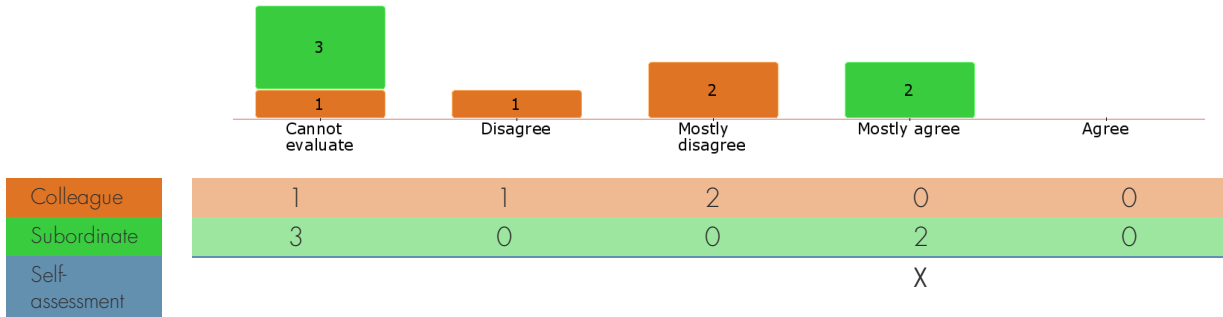 3
1
1
2
2
Cannot
evaluate
Disagree
Mostly
disagree
Mostly agree
Agree
Colleague 1 1 2 0 0
Subordinate 3 0 0 2 0
Self-
assessment
X